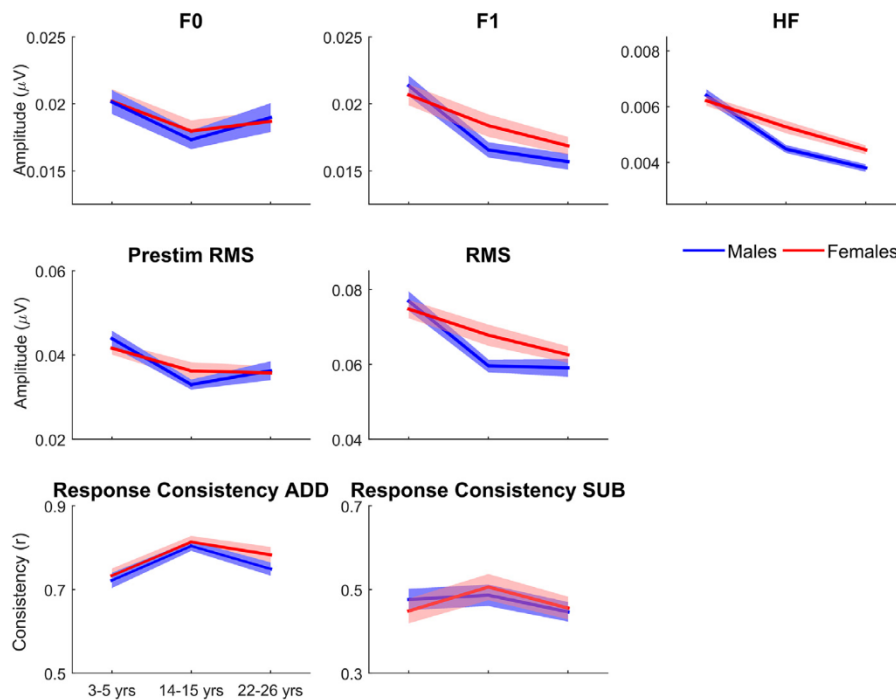 F0
F1
HF
Amplitude (μV)
0.025
0.02
0.015
0.025
0.02
0.015
0.008
0.006
0.004
Males
Females
Prestim RMS
RMS
Amplitude (μV)
0.06
0.04
0.02
0.08
0.06
0.04
Response Consistency ADD
Response Consistency SUB
Consistency (r)
0.9
0.7
0.5
0.7
0.5
0.3
3-5 yrs
14-15 yrs
22-26 yrs